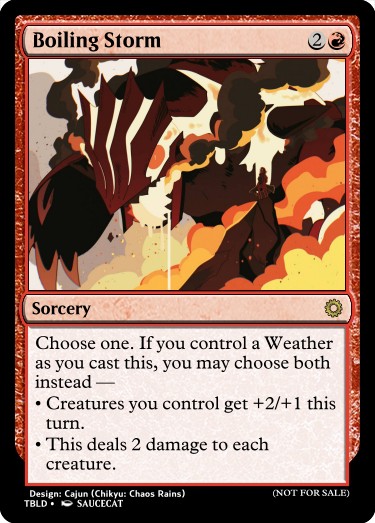 Boiling Storm 2
Sorcery
Choose one. If you control a Weather
as you cast this, you may choose both
instead —
• Creatures you control get +2/+1 this
turn.
• This deals 2 damage to each
creature.
Design: Cajun (Chikyu: Chaos Rains) (NOT FOR SALE)
TBLD • SAUCECAT